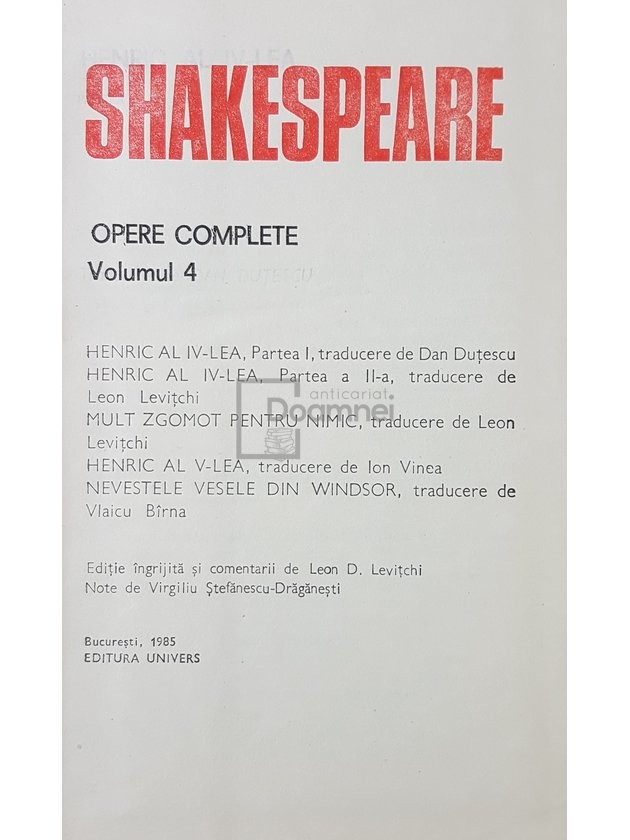 SHAKESPEARE
OPERE COMPLETE
Volumul 4
HENRIC AL IV-LEA, Partea I, traducere de Dan Duțescu
HENRIC AL IV-LEA, Partea a II-a, traducere de
Leon Levițchi
anticariat
Doamnei
MULT ZGOMOT PENTRU NIMIC, traducere de Leon
Levițchi
HENRIC AL V-LEA, traducere de Ion Vinea
NEVESTELE VESELE DIN WINDSOR, traducere de
Vlaicu Bîrna
Ediție îngrijită și comentarii de Leon D. Levițchi
Note de Virgiliu Ștefănescu-Drăgănești
București, 1985
EDITURA UNIVERS